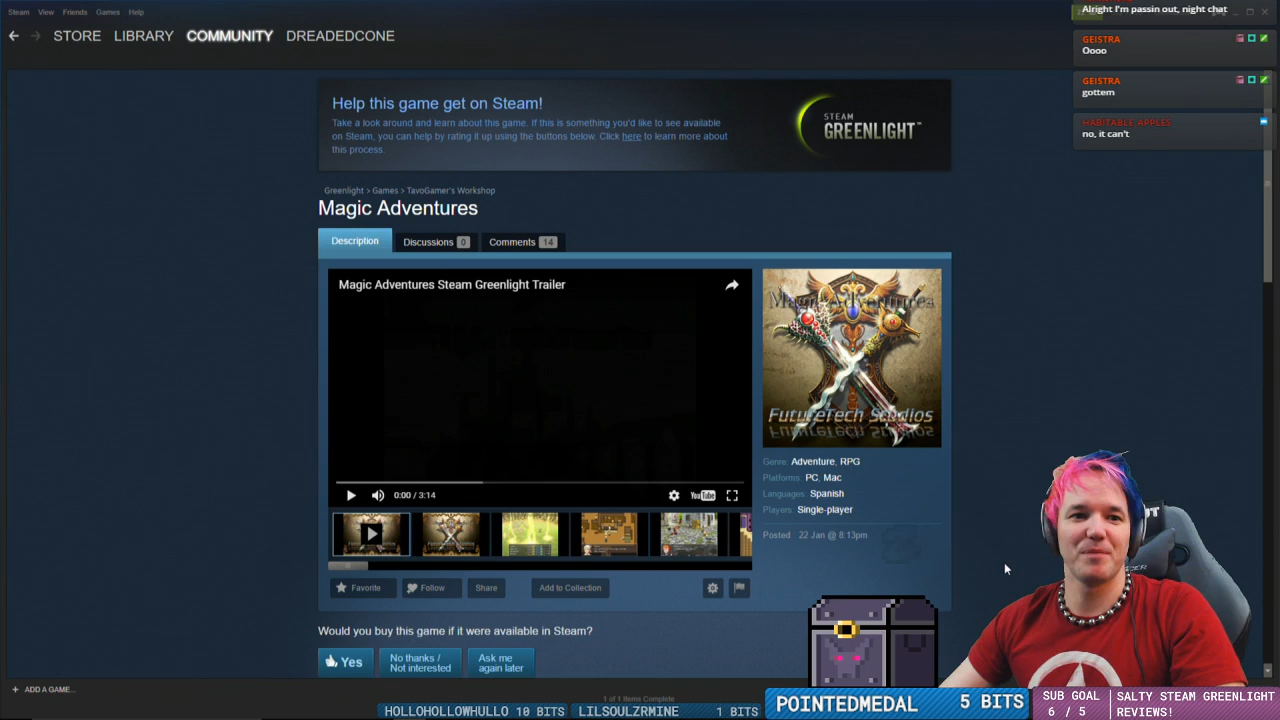 Steam View Friends Games Help
STORE LIBRARY COMMUNITY DREADEDCONE
Alright I'm passin out, night chat
GEISTRA
Oooo
GEISTRA
gottem
HABITABLE APPLES
no, it can't
Help this game get on Steam!
Take a look around and learn about this game. If this is something you'd like to see available
on Steam, you can help by rating it up using the buttons below. Click here to learn more about
this process.
STEAM
GREENLIGHT™
Greenlight > Games > TavoGamer's Workshop
Magic Adventures
Description Discussions 0 Comments 14
Magic Adventures Steam Greenlight Trailer
0:00 / 3:14
YouTube
Magic Adventures
FutureTech Studios
Genre: Adventure, RPG
Platforms: PC, Mac
Languages: Spanish
Players: Single-player
Posted 22 Jan @ 8:13pm
Favorite Follow Share Add to Collection
Would you buy this game if it were available in Steam?
Yes
No thanks /
Not interested
Ask me
again later
+ ADD A GAME...
1 of 1 Items Complete
HOLLOHOLLOWHULLO 10 BITS LILSOULZRMINE 1 BITS
POINTEDMEDAL 5 BITS
SUB GOAL
6 / 5
SALTY STEAM GREENLIGHT
REVIEWS!